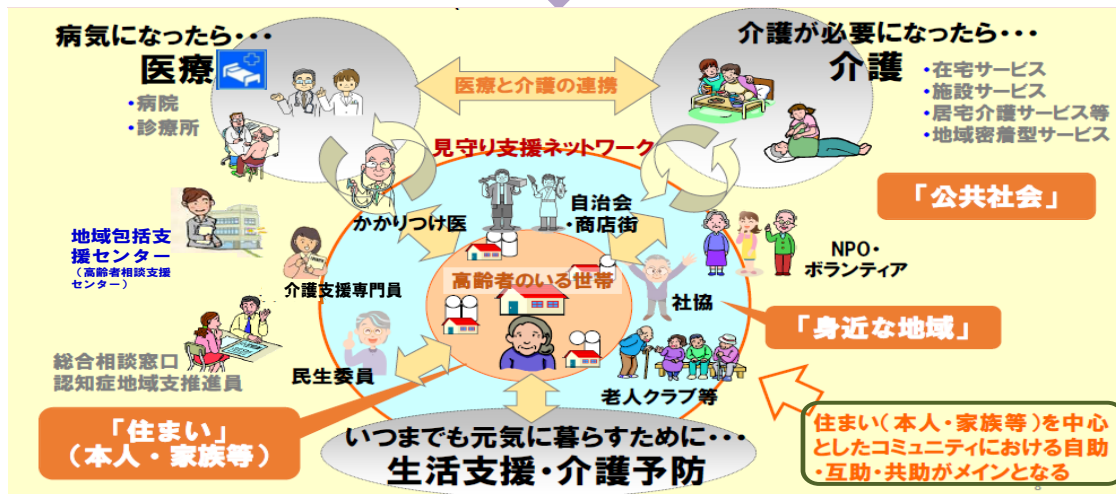 病気になったら・・・
医療
・病院
・診療所
医療と介護の連携
介護が必要になったら・・・
介護
・在宅サービス
・施設サービス
・居宅介護サービス等
・地域密着型サービス
見守り支援ネットワーク
「公共社会」
かかりつけ医
自治会
・商店街
NPO・
ボランティア
地域包括支
援センター
（高齢者相談支援
センター）
介護支援専門員
高齢者のいる世帯
社協
「身近な地域」
総合相談窓口
認知症地域支推進員
民生委員
老人クラブ等
「住まい」
（本人・家族等）
いつまでも元気に暮らすために・・・
生活支援・介護予防
住まい（本人・家族等）を中心
としたコミュニティにおける自助
・互助・共助がメインとなる
8